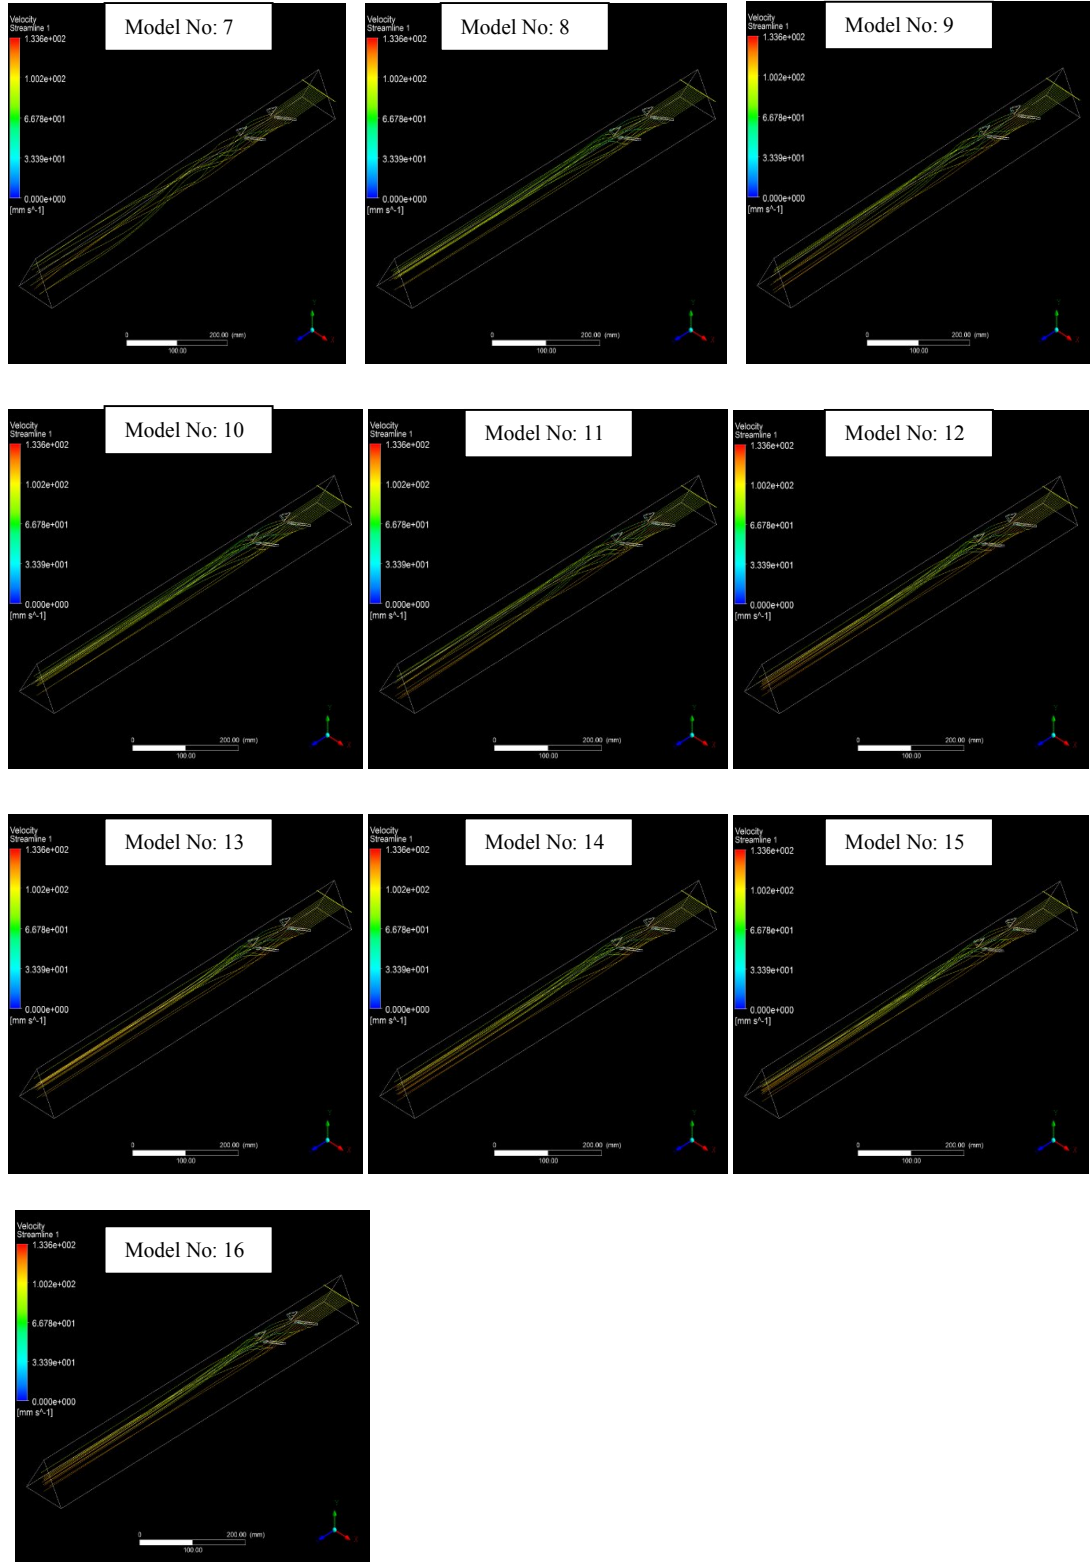 Model No: 7
Velocity
Streamline 1
1.336e+002
1.002e+002
6.678e+001
3.339e+001
0.000e+000
[mm s^-1]
0 200.00 (mm)
100.00
Model No: 8
Velocity
Streamline 1
1.336e+002
1.002e+002
6.678e+001
3.339e+001
0.000e+000
[mm s^-1]
0 200.00 (mm)
100.00
Model No: 9
Velocity
Streamline 1
1.336e+002
1.002e+002
6.678e+001
3.339e+001
0.000e+000
[mm s^-1]
0 200.00 (mm)
100.00
Model No: 10
Velocity
Streamline 1
1.336e+002
1.002e+002
6.678e+001
3.339e+001
0.000e+000
[mm s^-1]
0 200.00 (mm)
100.00
Model No: 11
Velocity
Streamline 1
1.336e+002
1.002e+002
6.678e+001
3.339e+001
0.000e+000
[mm s^-1]
0 200.00 (mm)
100.00
Model No: 12
Velocity
Streamline 1
1.336e+002
1.002e+002
6.678e+001
3.339e+001
0.000e+000
[mm s^-1]
0 200.00 (mm)
100.00
Model No: 13
Velocity
Streamline 1
1.336e+002
1.002e+002
6.678e+001
3.339e+001
0.000e+000
[mm s^-1]
0 200.00 (mm)
100.00
Model No: 14
Velocity
Streamline 1
1.336e+002
1.002e+002
6.678e+001
3.339e+001
0.000e+000
[mm s^-1]
0 200.00 (mm)
100.00
Model No: 15
Velocity
Streamline 1
1.336e+002
1.002e+002
6.678e+001
3.339e+001
0.000e+000
[mm s^-1]
0 200.00 (mm)
100.00
Model No: 16
Velocity
Streamline 1
1.336e+002
1.002e+002
6.678e+001
3.339e+001
0.000e+000
[mm s^-1]
0 200.00 (mm)
100.00